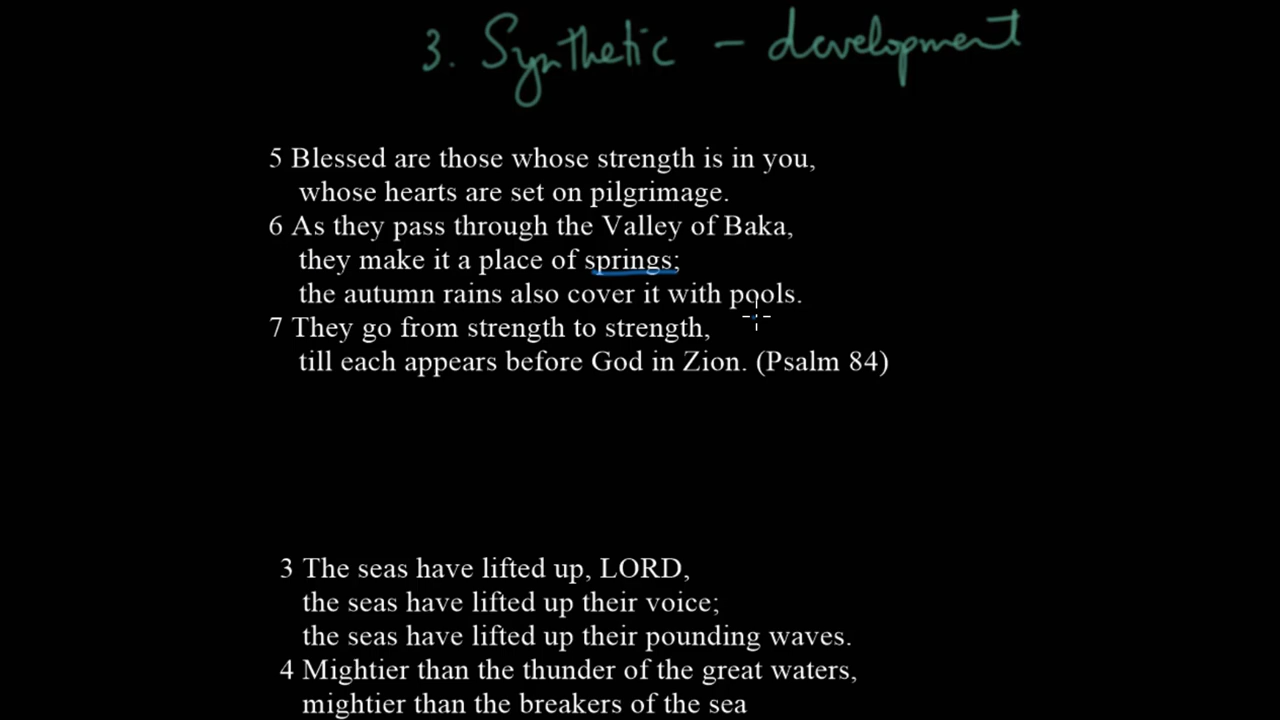 3. Synthetic – development
5 Blessed are those whose strength is in you,
whose hearts are set on pilgrimage.
6 As they pass through the Valley of Baka,
they make it a place of springs;
the autumn rains also cover it with pools.
7 They go from strength to strength,
till each appears before God in Zion. (Psalm 84)
3 The seas have lifted up, LORD,
the seas have lifted up their voice;
the seas have lifted up their pounding waves.
4 Mightier than the thunder of the great waters,
mightier than the breakers of the sea